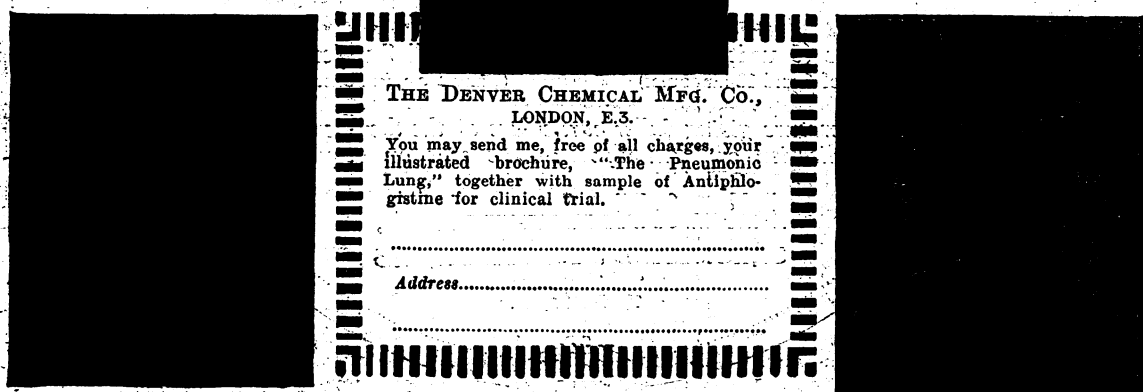 THE DENVER CHEMICAL MFG. CO.,
LONDON, E.3.
You may send me, free of all charges, your
illustrated brochure, "The Pneumonic
Lung," together with sample of Antiphlo-
gistine for clinical trial.
Address